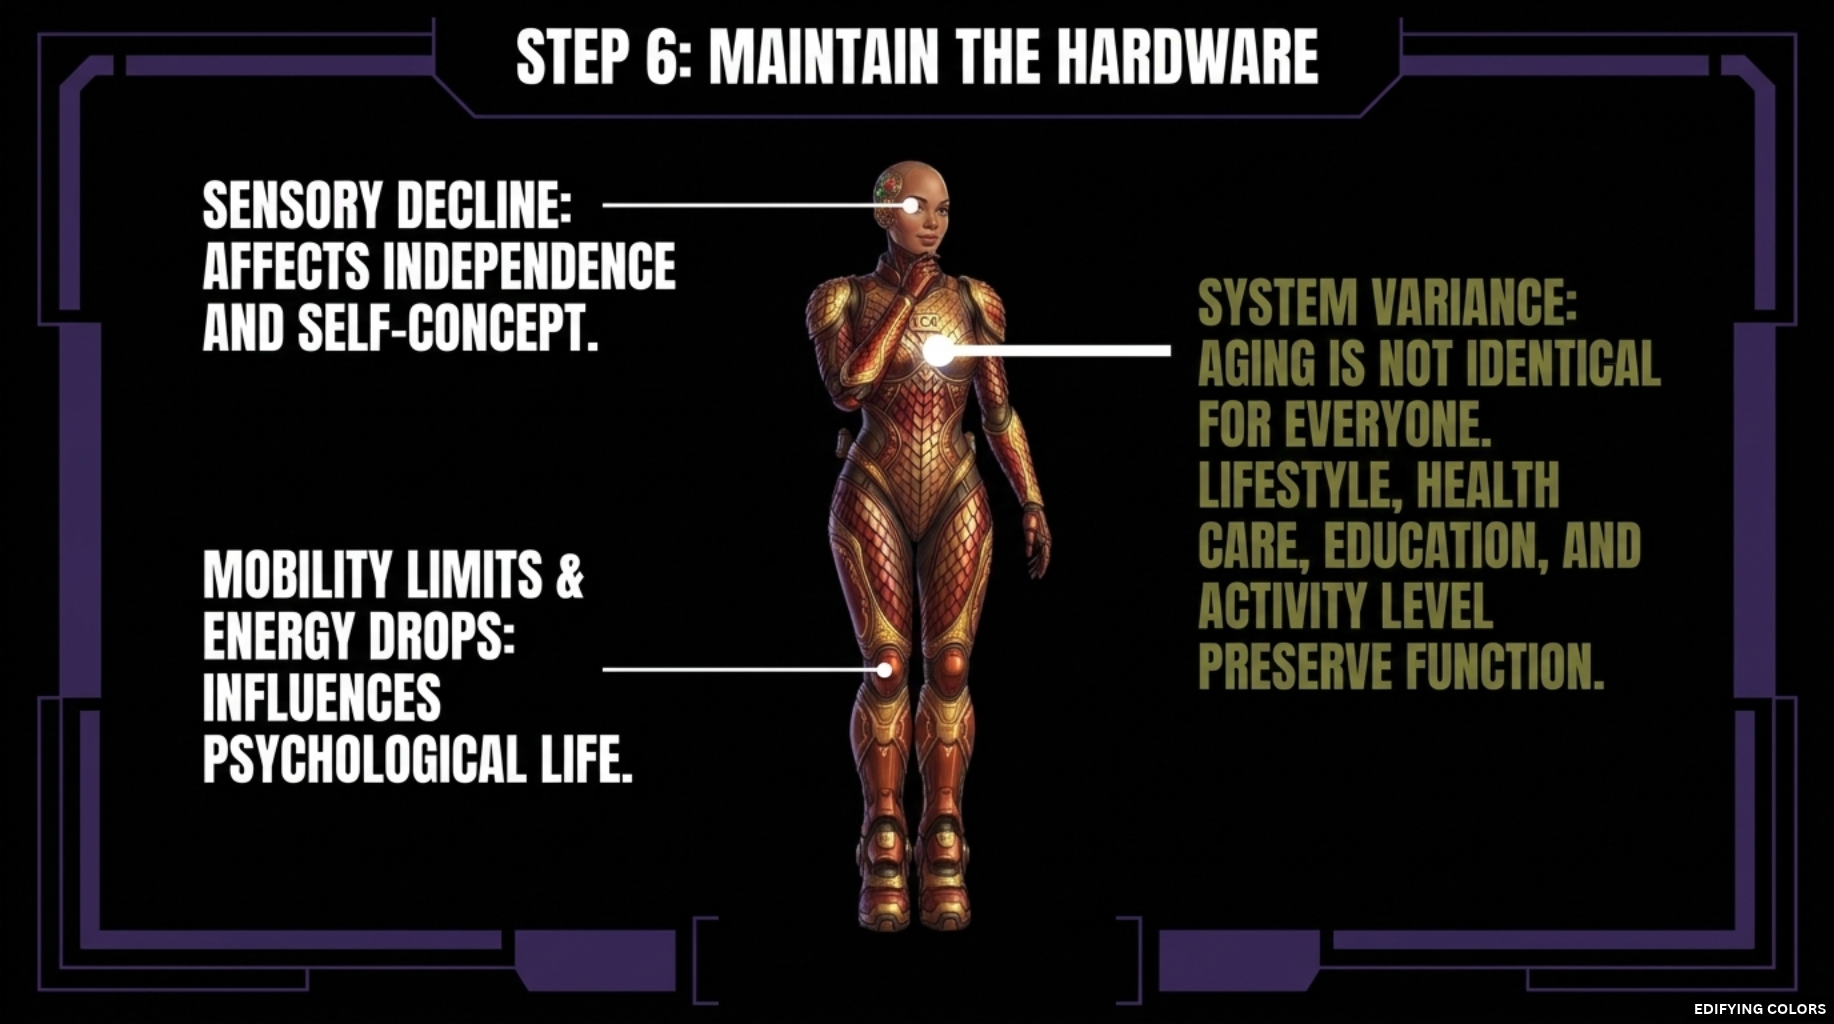 STEP 6: MAINTAIN THE HARDWARE
SENSORY DECLINE:
AFFECTS INDEPENDENCE
AND SELF-CONCEPT.
MOBILITY LIMITS &
ENERGY DROPS:
INFLUENCES
PSYCHOLOGICAL LIFE.
SYSTEM VARIANCE:
AGING IS NOT IDENTICAL
FOR EVERYONE.
LIFESTYLE, HEALTH
CARE, EDUCATION, AND
ACTIVITY LEVEL
PRESERVE FUNCTION.
EDIFYING COLORS